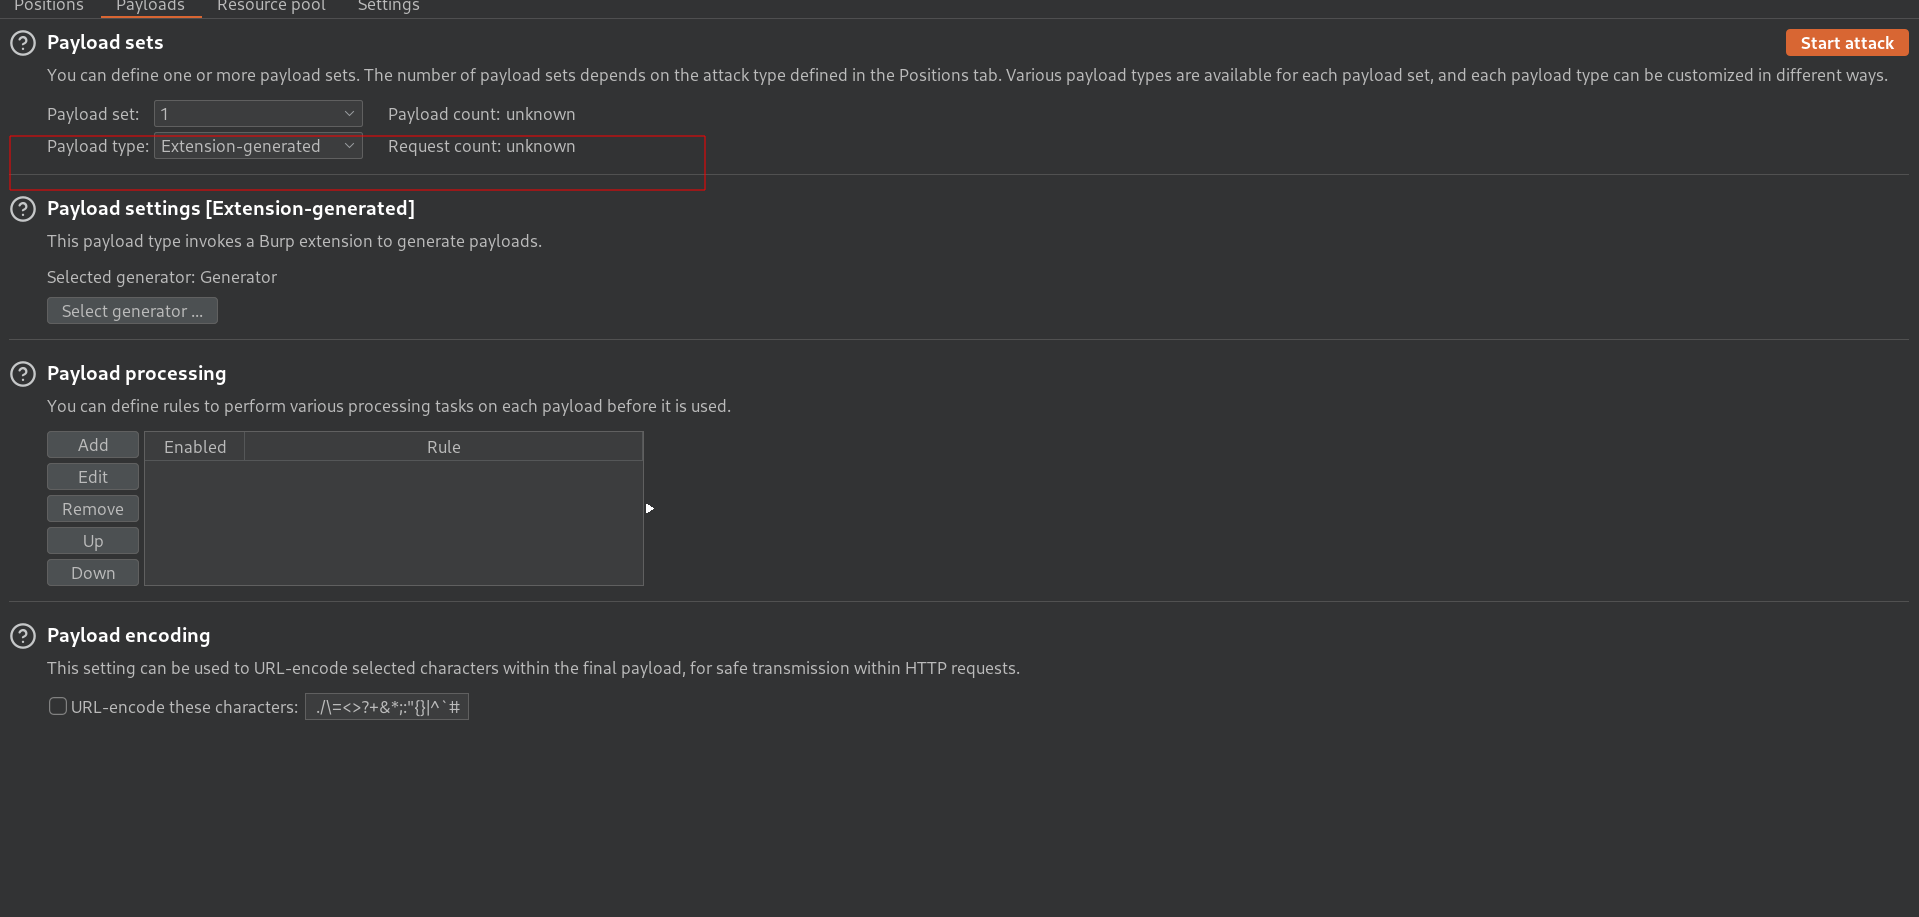 Positions Payloads Resource pool Settings
Payload sets
Start attack
You can define one or more payload sets. The number of payload sets depends on the attack type defined in the Positions tab. Various payload types are available for each payload set, and each payload type can be customized in different ways.
Payload set: 1 Payload count: unknown
Payload type: Extension-generated Request count: unknown
Payload settings [Extension-generated]
This payload type invokes a Burp extension to generate payloads.
Selected generator: Generator
Select generator ...
Payload processing
You can define rules to perform various processing tasks on each payload before it is used.
Add
Enabled Rule
Edit
Remove
Up
Down
Payload encoding
This setting can be used to URL-encode selected characters within the final payload, for safe transmission within HTTP requests.
URL-encode these characters: ./\=<>?+&*;:"{}|^`#